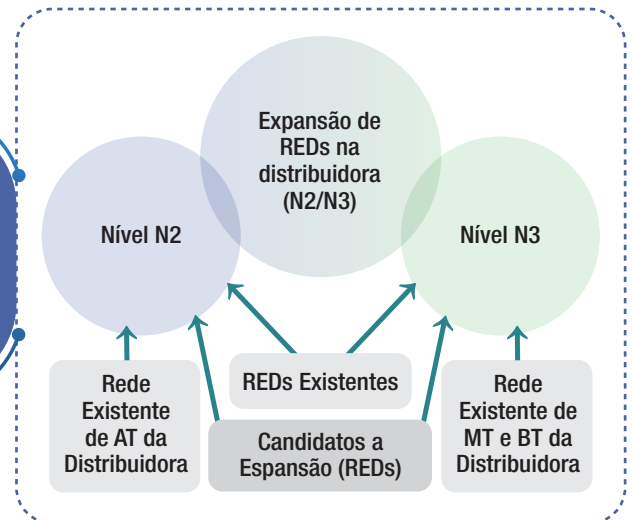 Expansão de
REDs na
distribuidora
(N2/N3)
Nível N2
Nível N3
REDs Existentes
Rede
Existente
de AT da
Distribuidora
Candidatos a
Espansão (REDs)
Rede
Existente de
MT e BT da
Distribuidora